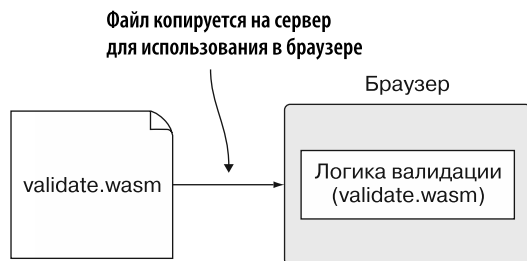 Файл копируется на сервер
для использования в браузере
Браузер
validate.wasm
Логика валидации
(validate.wasm)